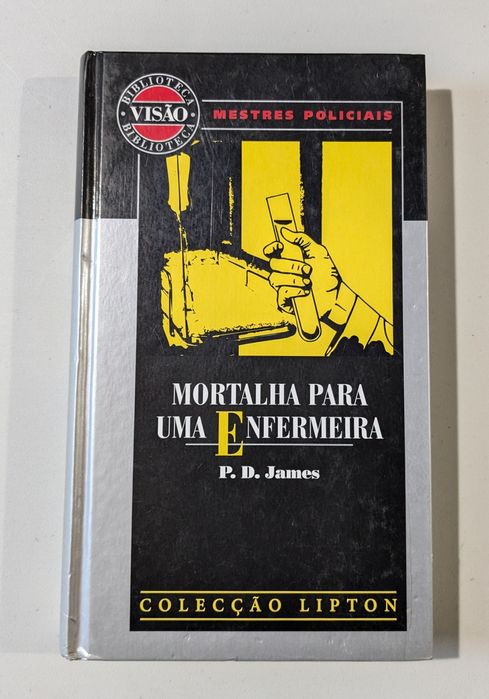 BIBLIOTECA
VISÃO
BIBLIOTECA
MESTRES POLICIAIS
MORTALHA PARA
UMA ENFERMEIRA
P. D. James
COLECÇÃO LIPTON